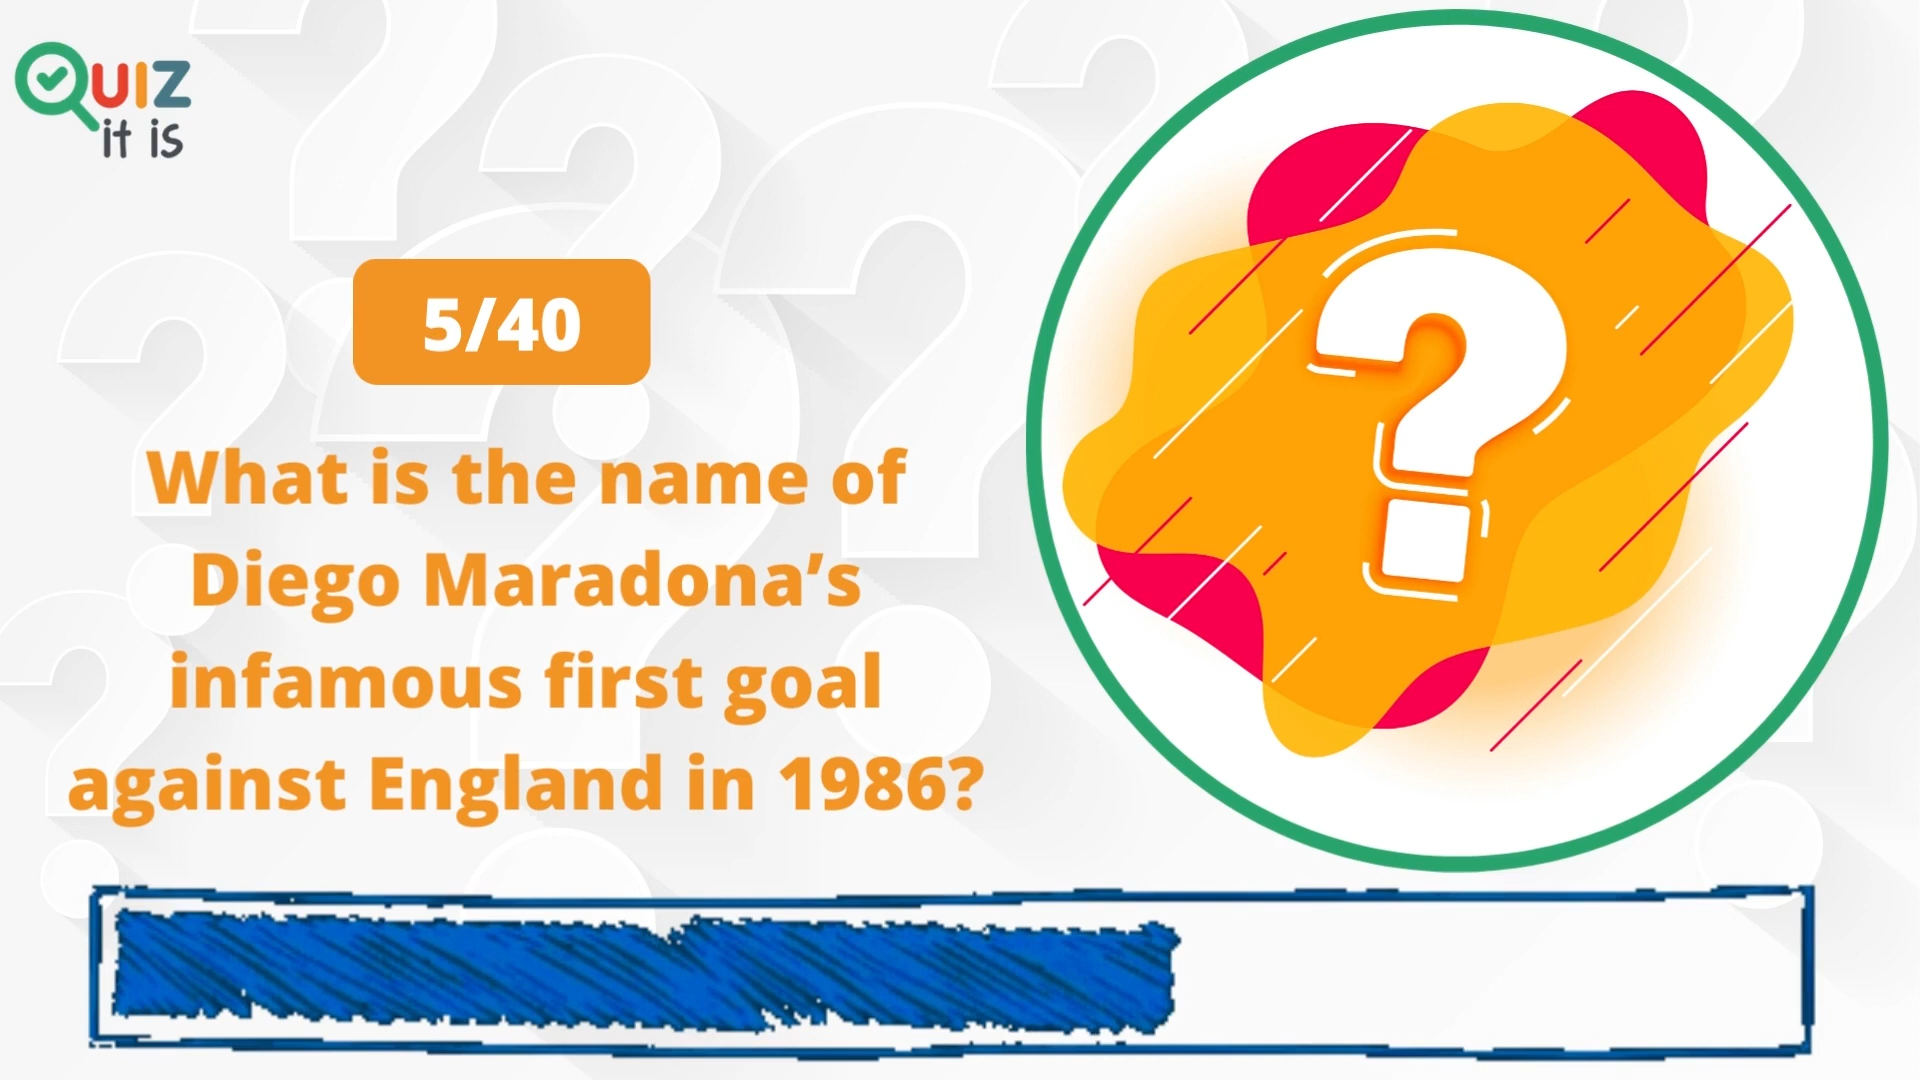 QUIZ
it is
5/40
What is the name of
Diego Maradona’s
infamous first goal
against England in 1986?